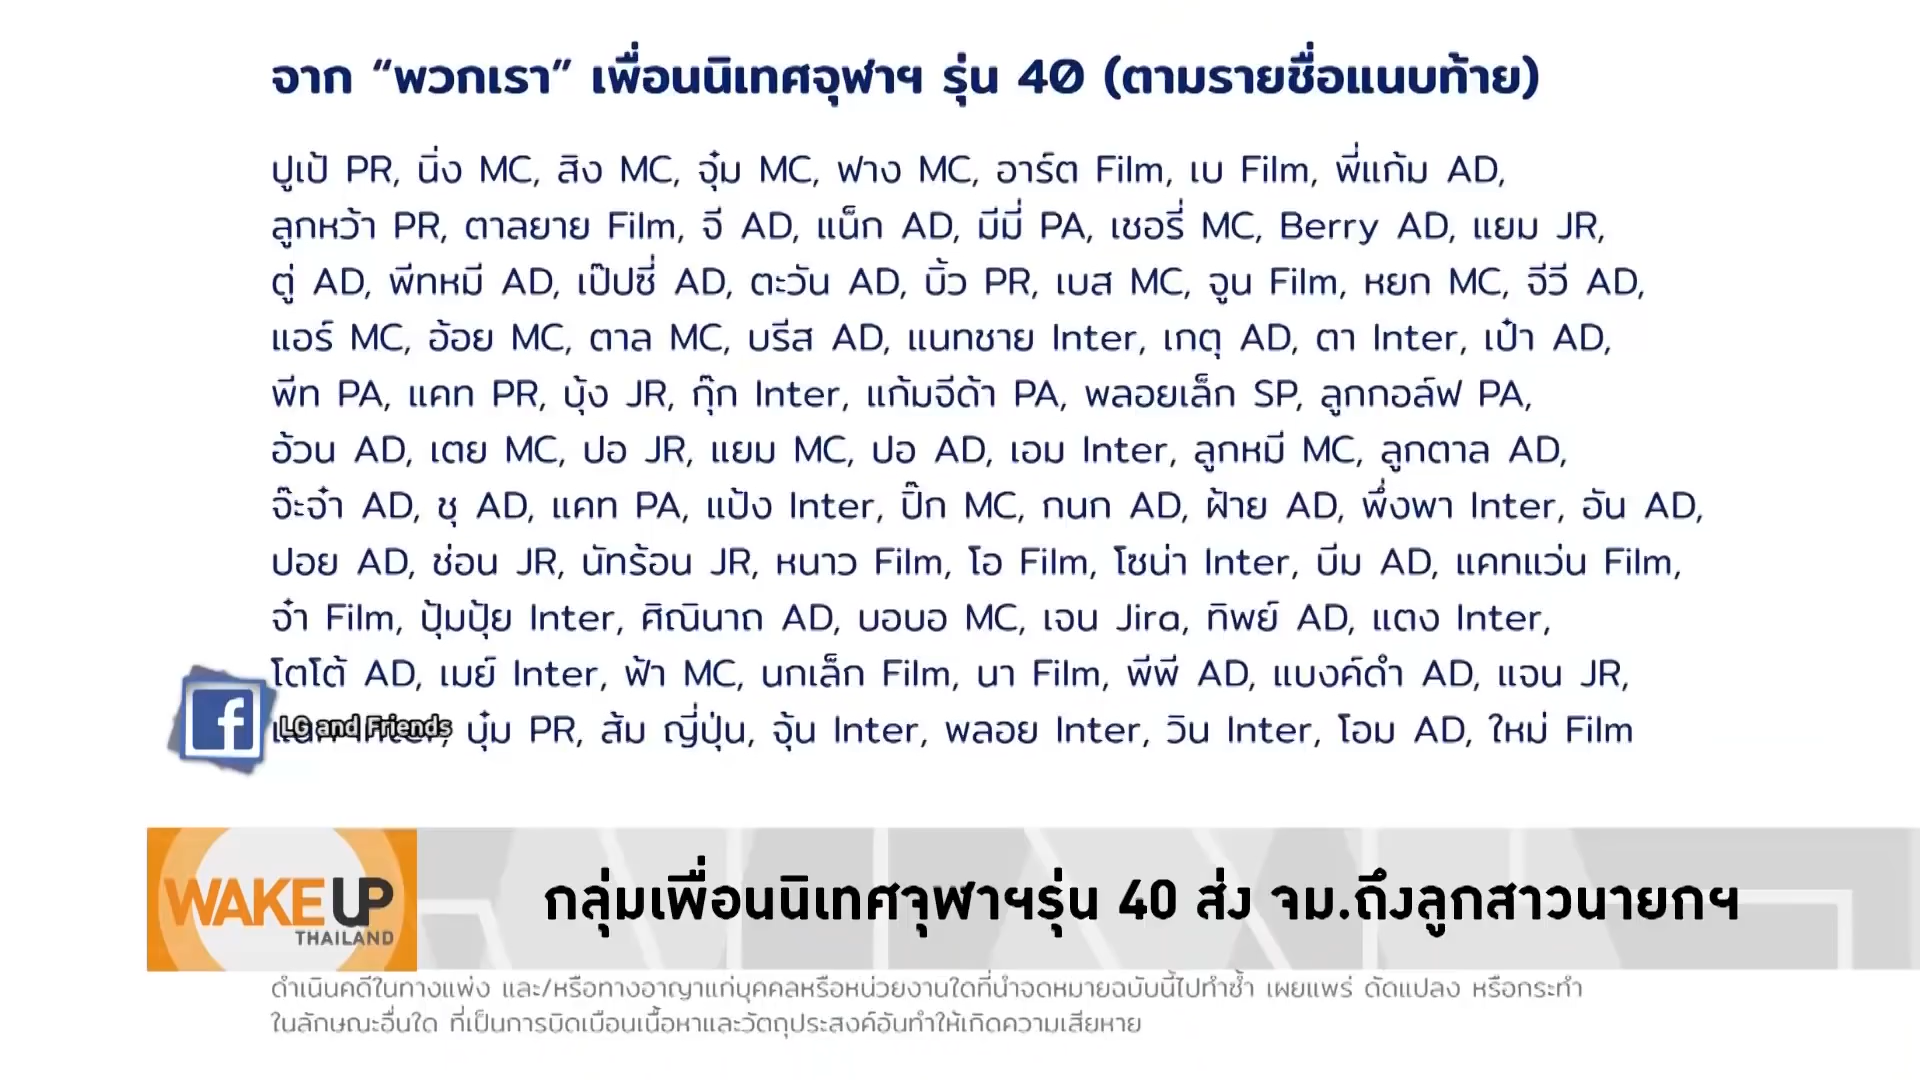 จาก “พวกเรา” เพื่อนนิเทศจุฬาฯ รุ่น 40 (ตามรายชื่อแนบท้าย)
ปูเป้ PR, นิ่ง MC, สิง MC, จุ๋ม MC, ฟาง MC, อาร์ต Film, เบ Film, พี่แก้ม AD,
ลูกหว้า PR, ตาลยาย Film, จี AD, แน็ก AD, มีมี่ PA, เชอรี่ MC, Berry AD, แยม JR,
ตู่ AD, พีทหมี AD, เป๊ปซี่ AD, ตะวัน AD, บิ้ว PR, เบส MC, จูน Film, หยก MC, จีวี AD,
แอร์ MC, อ้อย MC, ตาล MC, บรีส AD, แนทชาย Inter, เกตุ AD, ตา Inter, เป๋า AD,
พีท PA, แคท PR, บุ้ง JR, กุ๊ก Inter, แก้มจีด้า PA, พลอยเล็ก SP, ลูกกอล์ฟ PA,
อ้วน AD, เตย MC, ปอ JR, แยม MC, ปอ AD, เอม Inter, ลูกหมี MC, ลูกตาล AD,
จ๊ะจ๋า AD, ชุ AD, แคท PA, แป้ง Inter, ปิ๊ก MC, กนก AD, ฝ้าย AD, พึ่งพา Inter, อัน AD,
ปอย AD, ช่อน JR, นัทร้อน JR, หนาว Film, โอ Film, โซน่า Inter, บีม AD, แคทแว่น Film,
จ๋า Film, ปุ้มปุ้ย Inter, ศิณินาถ AD, บอบอ MC, เจน Jira, ทิพย์ AD, แตง Inter,
โตโต้ AD, เมย์ Inter, ฟ้า MC, นกเล็ก Film, นา Film, พีพี AD, แบงค์ดำ AD, แจน JR,
LG and Friends
บุ๋ม PR, ส้ม ญี่ปุ่น, จุ้น Inter, พลอย Inter, วิน Inter, โอม AD, ใหม่ Film
WAKE UP
THAILAND
กลุ่มเพื่อนนิเทศจุฬาฯรุ่น 40 ส่ง จม.ถึงลูกสาวนายกฯ
ดำเนินคดีในทางแพ่ง และ/หรือทางอาญาแก่บุคคลหรือหน่วยงานใดที่นำจดหมายฉบับนี้ไปทำซ้ำ เผยแพร่ ดัดแปลง หรือกระทำ
ในลักษณะอื่นใด ที่เป็นการบิดเบือนเนื้อหาและวัตถุประสงค์อันทำให้เกิดความเสียหาย